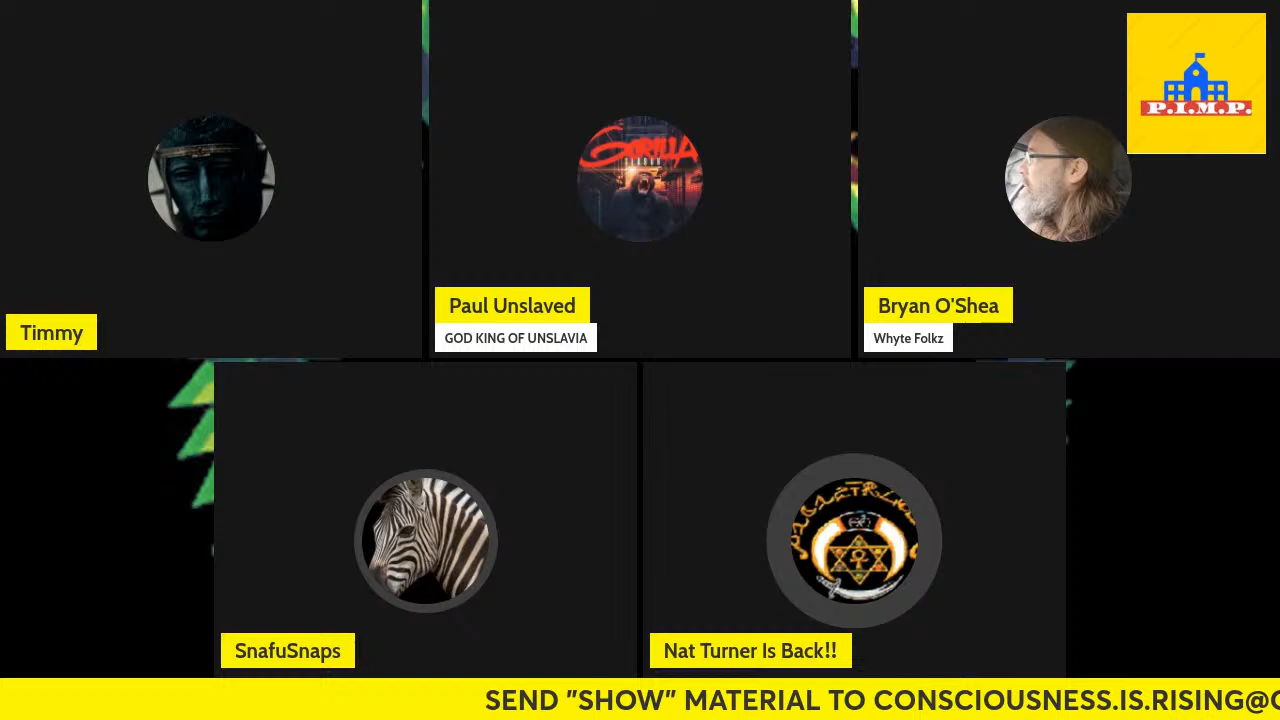 P.I.M.P.
GORILLA
Timmy
Paul Unslaved
GOD KING OF UNSLAVIA
Bryan O'Shea
Whyte Folkz
SnafuSnaps
Nat Turner Is Back!!
SEND "SHOW" MATERIAL TO CONSCIOUSNESS.IS.RISING@